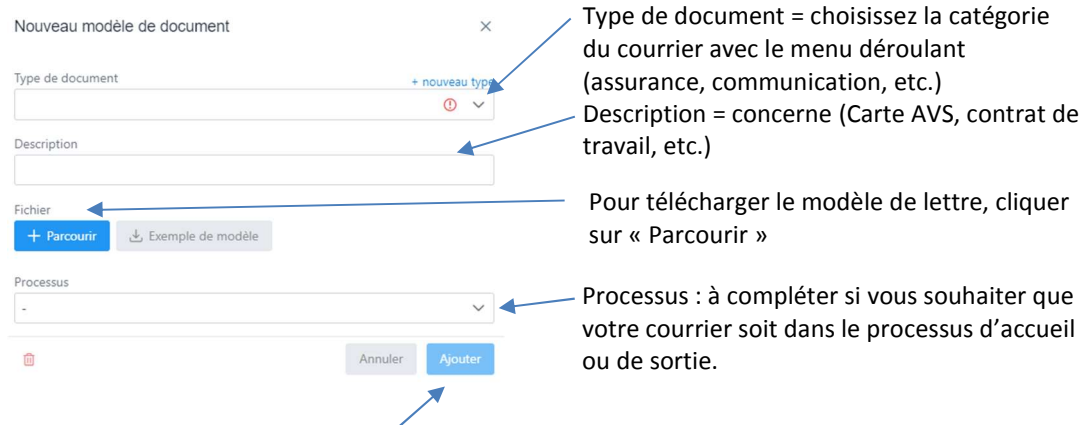 Nouveau modèle de document
Type de document
+ nouveau type
Description
Fichier
+ Parcourir
Exemple de modèle
Processus
-
Annuler
Ajouter
Type de document = choisissez la catégorie
du courrier avec le menu déroulant
(assurance, communication, etc.)
Description = concerne (Carte AVS, contrat de
travail, etc.)
Pour télécharger le modèle de lettre, cliquer
sur « Parcourir »
Processus : à compléter si vous souhaiter que
votre courrier soit dans le processus d’accueil
ou de sortie.